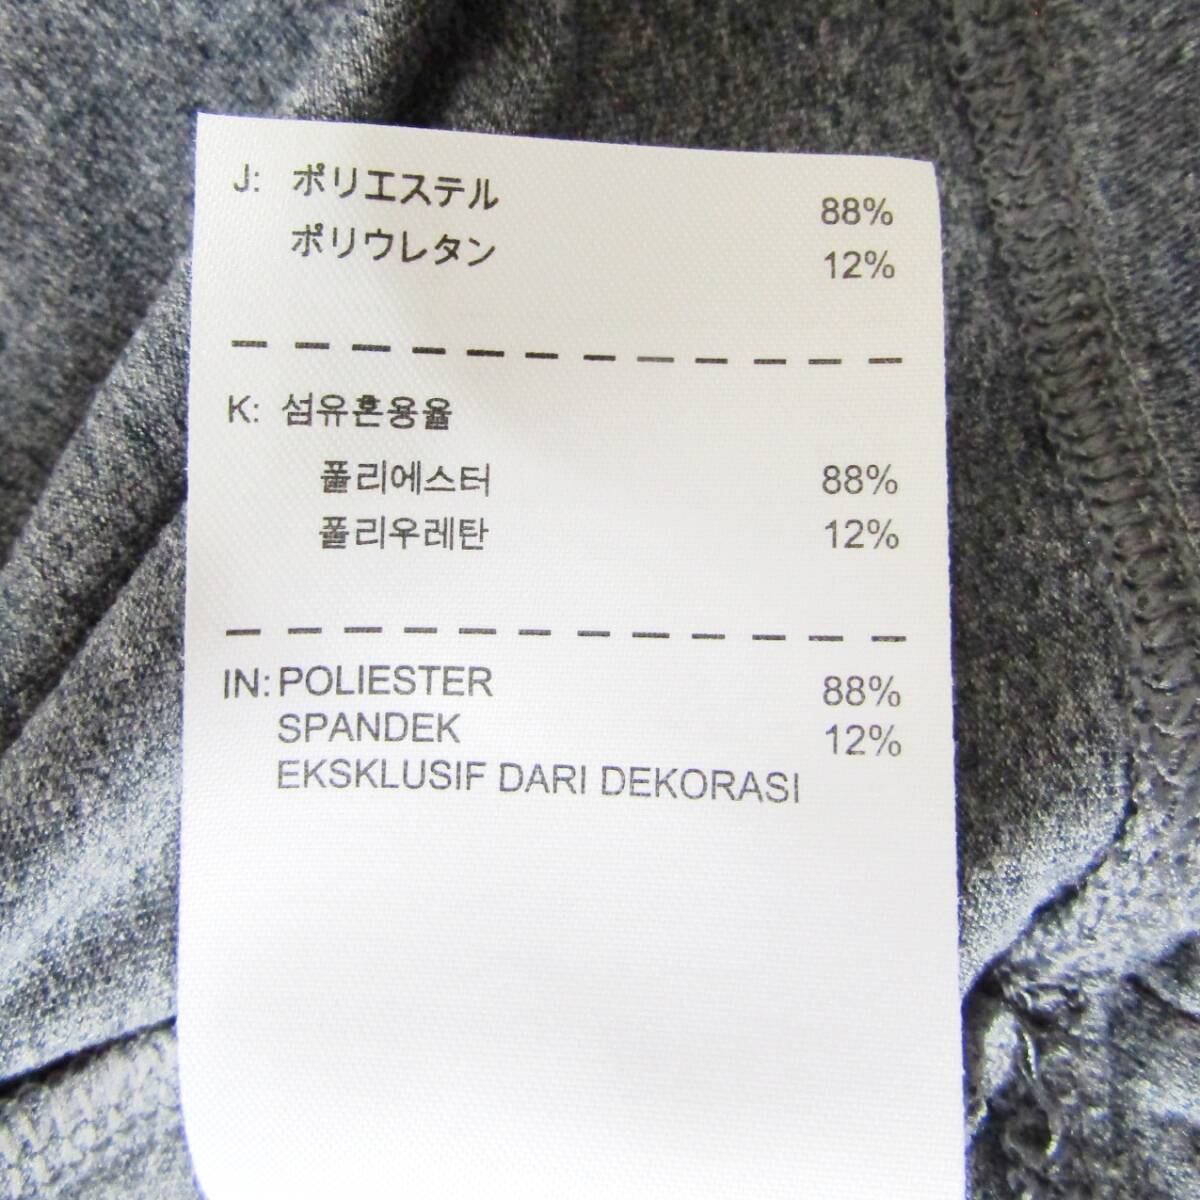 J: ポリエステル 88%
ポリウレタン 12%
K: 섬유혼용율
폴리에스터 88%
폴리우레탄 12%
IN: POLIESTER 88%
SPANDEK 12%
EKSKLUSIF DARI DEKORASI